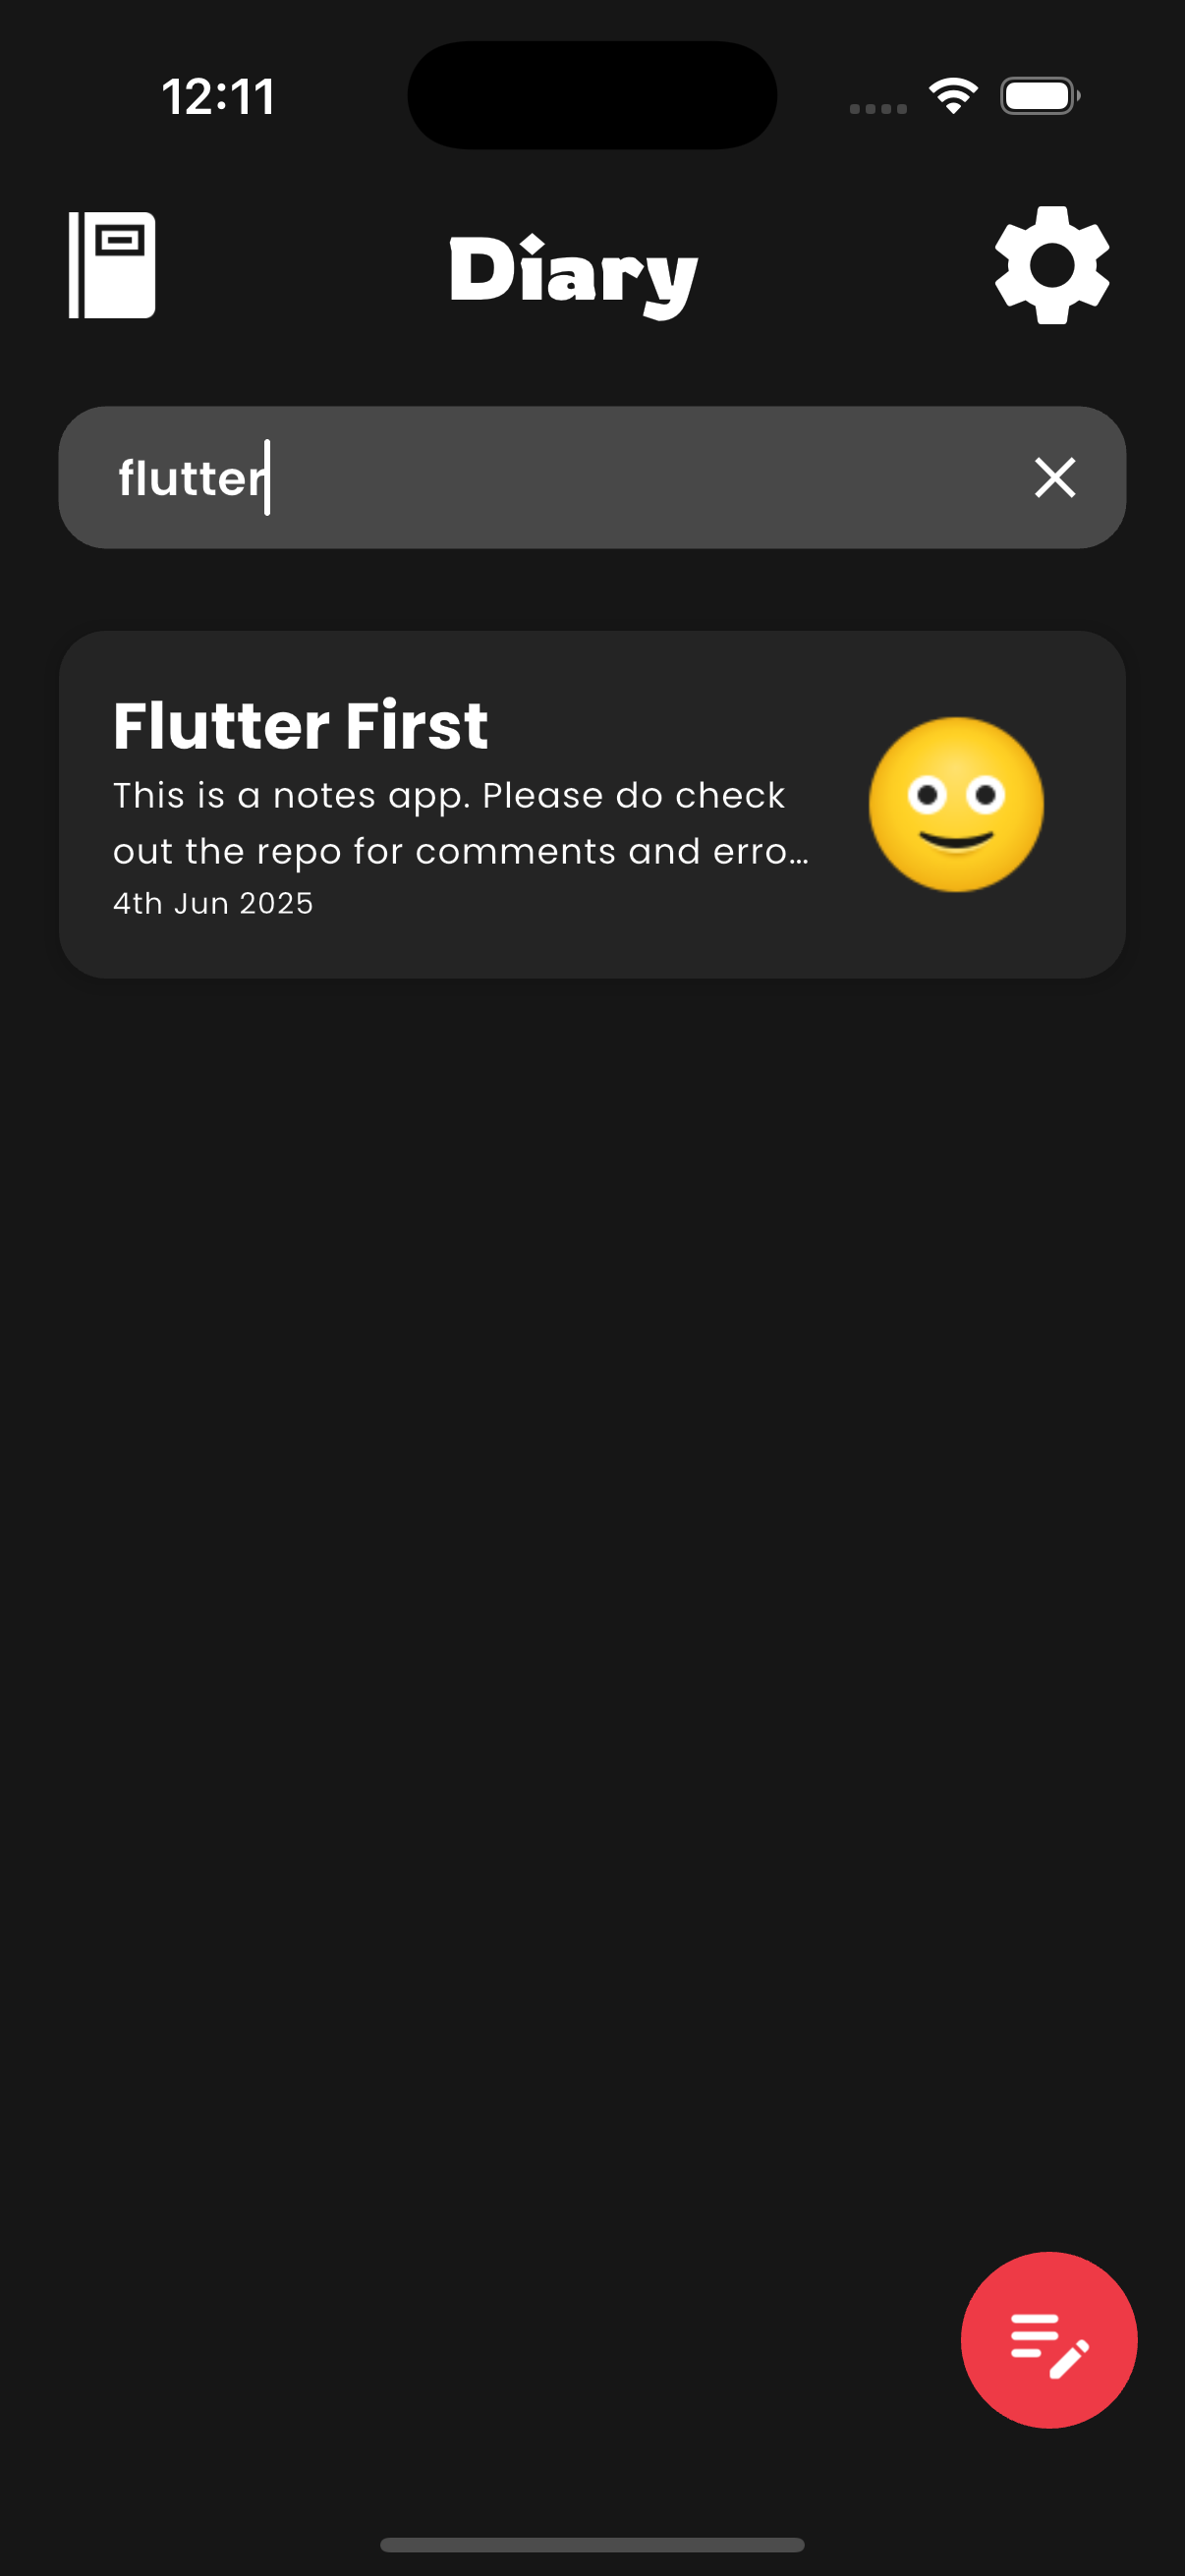 12:11
Diary
flutter
Flutter First
This is a notes app. Please do check
out the repo for comments and erro...
4th Jun 2025